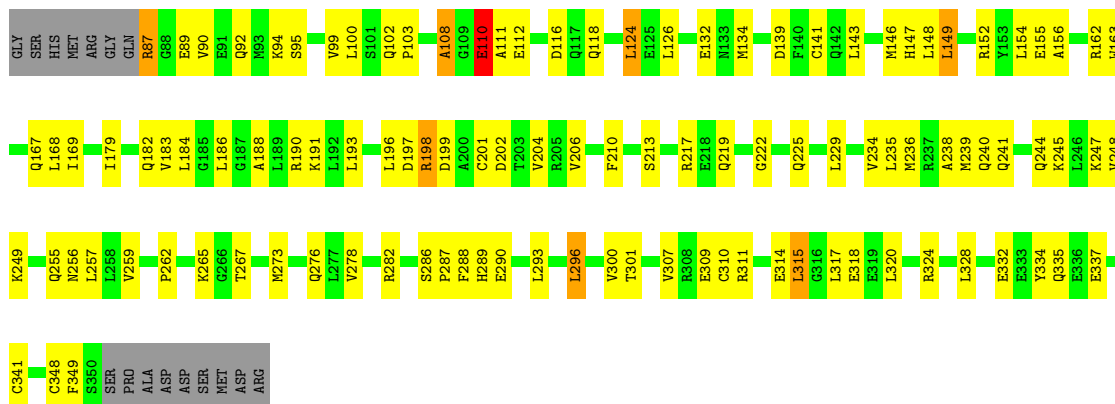 GLY SER HIS MET ARG GLY GLN R87 G88 E89 V90 E91 Q92 M93 K94 S95 V99 L100 S101 Q102 P103 A108 G109 E110 A111 E112 D116 Q117 Q118 L124 E125 L126 E132 N133 M134 D139 F140 C141 Q142 L143 M146 H147 L148 L149 R152 Y153 L154 E155 A156 R162
Q167 L168 I169 I179 Q182 V183 L184 G185 L186 G187 A188 L189 R190 K191 L192 L193 L196 D197 R198 D199 A200 C201 D202 T203 V204 R205 V206 F210 S213 R217 E218 Q219 G222 Q225 L229 V234 L235 M236 R237 A238 M239 Q240 Q241 Q244 K245 L246 K247
K249 Q255 N256 L257 L258 V259 P262 K265 G266 T267 M273 Q276 L277 V278 R282 S286 P287 F288 H289 E290 L293 L296 V300 T301 V307 R308 E309 C310 R311 E314 L315 G316 L317 E318 E319 L320 R324 L328 E332 E333 Y334 Q335 E336 E337
C341 C348 F349 S350 SER PRO ALA ASP ASP SER MET ASP ARG